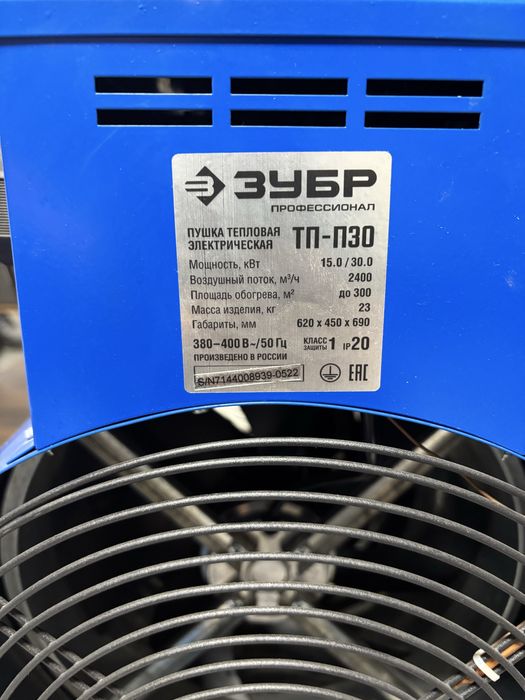 ЗУБР
ПРОФЕССИОНАЛ
ПУШКА ТЕПЛОВАЯ
ЭЛЕКТРИЧЕСКАЯ ТП-П30
Мощность, кВт 15.0 / 30.0
Воздушный поток, м³/ч 2400
Площадь обогрева, м² до 300
Масса изделия, кг 23
Габариты, мм 620 x 450 x 690
380–400 В~/50 Гц КЛАСС ЗАЩИТЫ 1 IP20
ПРОИЗВЕДЕНО В РОССИИ
S/N7144008939-0522 EAC